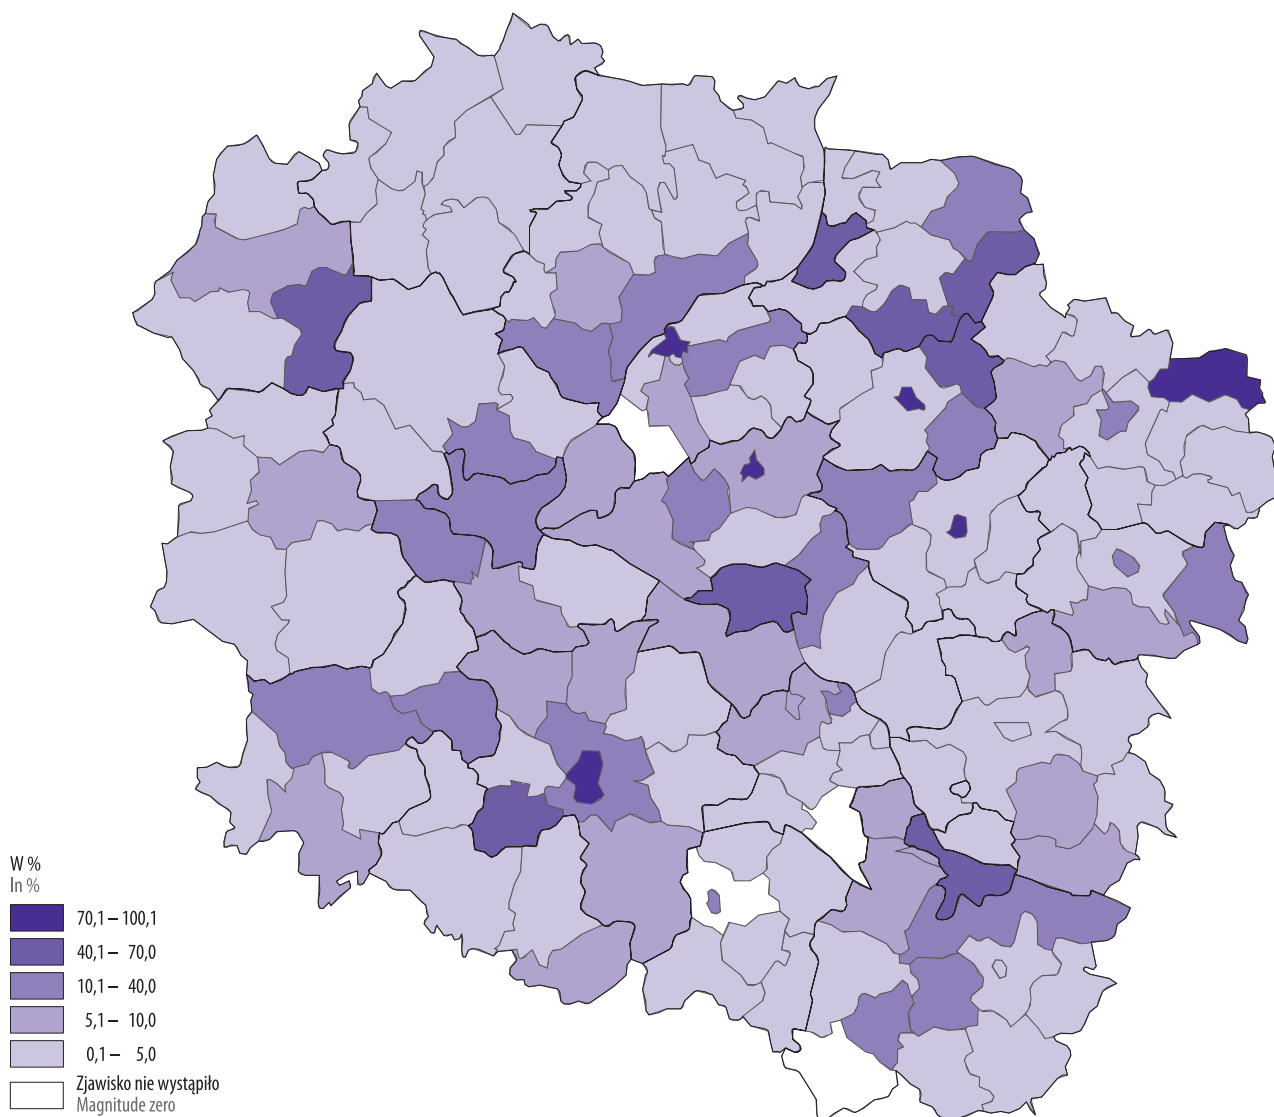 W %
In %
70,1 – 100,1
40,1 – 70,0
10,1 – 40,0
5,1 – 10,0
0,1 – 5,0
Zjawisko nie wystąpiło
Magnitude zero